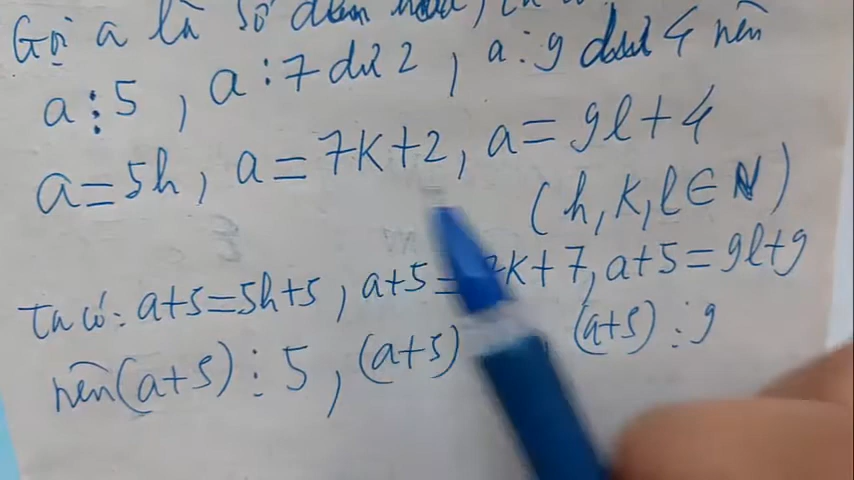 Gọi a là số
a⋮5, a:7 dư 2, a:9 dư 4 nên
a=5h, a=7k+2, a=9l+4
(h,k,l∈N)
Ta có: a+5=5h+5, a+5= k+7, a+5=9l+9
nên (a+5)⋮5, (a+5) , (a+5)⋮9